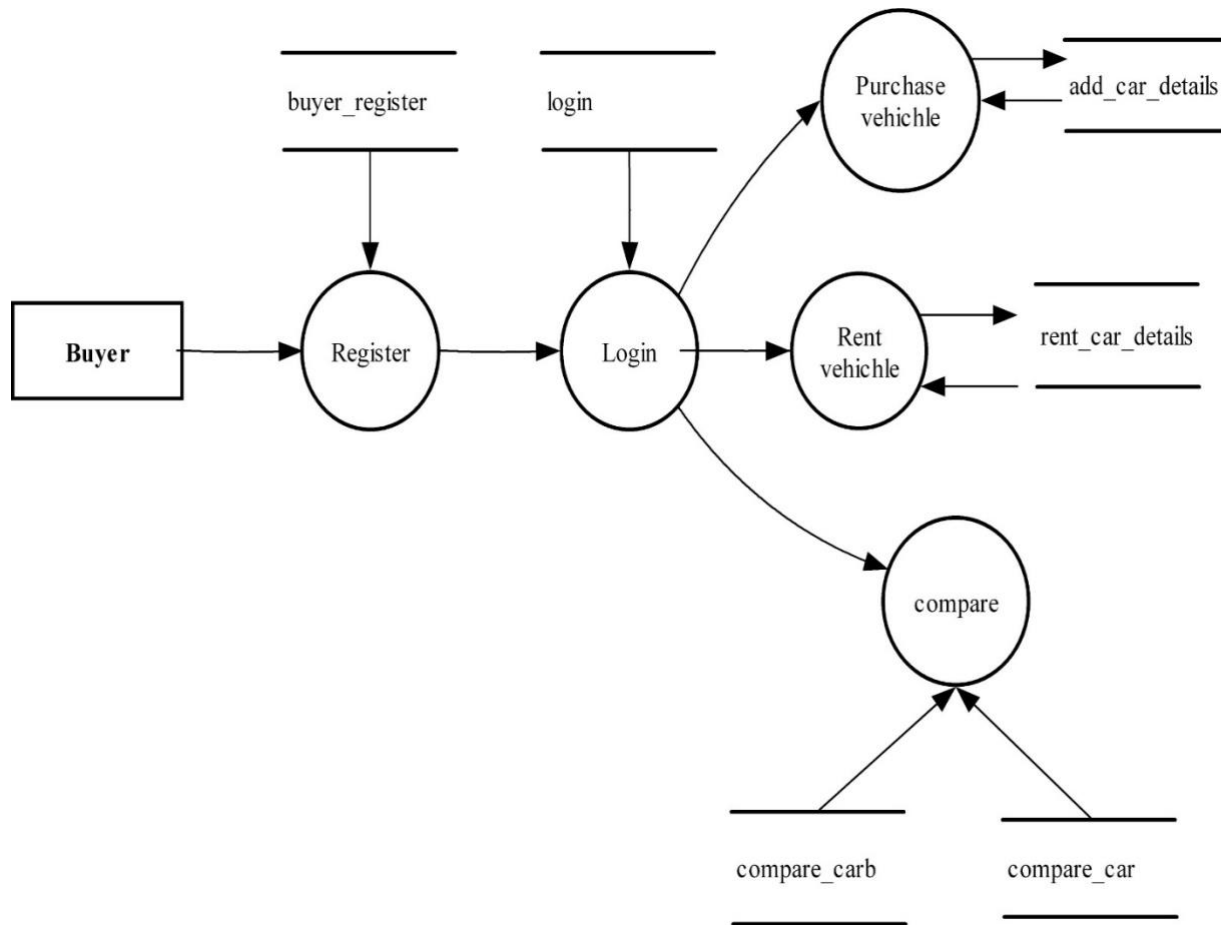 buyer_register
login
Purchase
vehichle
add_car_details
Buyer
Register
Login
Rent
vehichle
rent_car_details
compare
compare_carb
compare_car